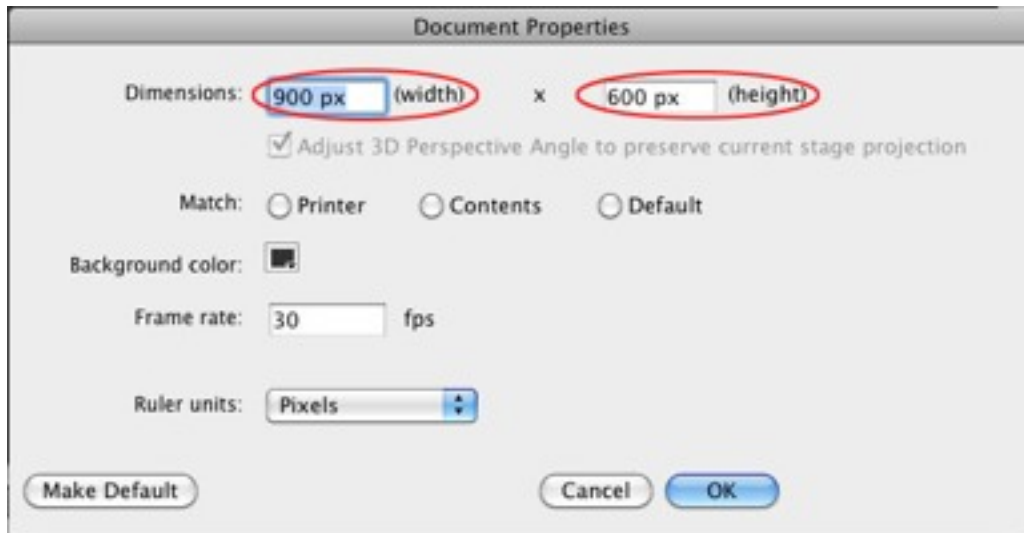 Document Properties
Dimensions: 900 px (width) x 600 px (height)
Adjust 3D Perspective Angle to preserve current stage projection
Match: Printer Contents Default
Background color:
Frame rate: 30 fps
Ruler units: Pixels
Make Default Cancel OK